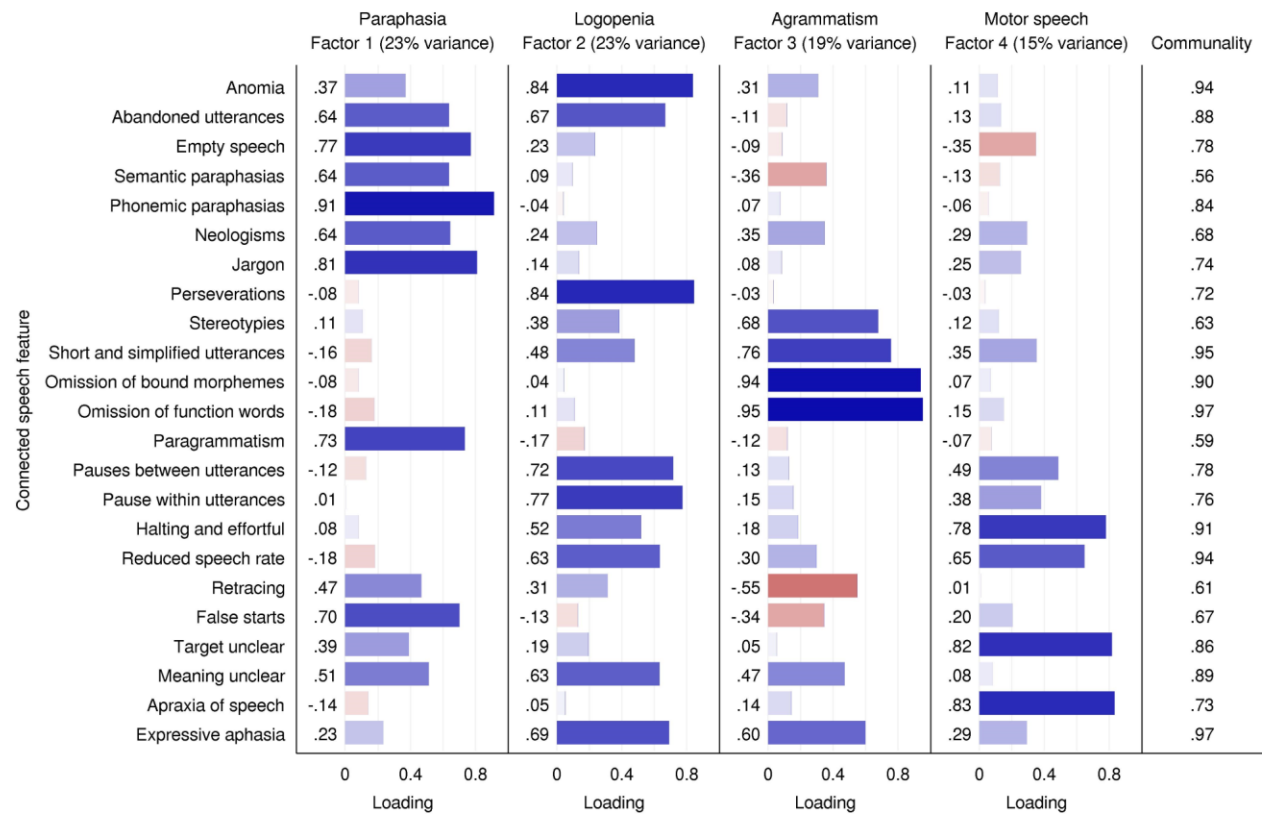 Paraphasia Logopenia Agrammatism Motor speech
Factor 1 (23% variance) Factor 2 (23% variance) Factor 3 (19% variance) Factor 4 (15% variance) Communality
Connected speech feature
Anomia .37 .84 .31 .11 .94
Abandoned utterances .64 .67 -.11 .13 .88
Empty speech .77 .23 -.09 -.35 .78
Semantic paraphasias .64 .09 -.36 -.13 .56
Phonemic paraphasias .91 -.04 .07 -.06 .84
Neologisms .64 .24 .35 .29 .68
Jargon .81 .14 .08 .25 .74
Perseverations -.08 .84 -.03 -.03 .72
Stereotypies .11 .38 .68 .12 .63
Short and simplified utterances -.16 .48 .76 .35 .95
Omission of bound morphemes -.08 .04 .94 .07 .90
Omission of function words -.18 .11 .95 .15 .97
Paragrammatism .73 -.17 -.12 -.07 .59
Pauses between utterances -.12 .72 .13 .49 .78
Pause within utterances .01 .77 .15 .38 .76
Halting and effortful .08 .52 .18 .78 .91
Reduced speech rate -.18 .63 .30 .65 .94
Retracing .47 .31 -.55 .01 .61
False starts .70 -.13 -.34 .20 .67
Target unclear .39 .19 .05 .82 .86
Meaning unclear .51 .63 .47 .08 .89
Apraxia of speech -.14 .05 .14 .83 .73
Expressive aphasia .23 .69 .60 .29 .97
0 0.4 0.8 0 0.4 0.8 0 0.4 0.8 0 0.4 0.8
Loading Loading Loading Loading